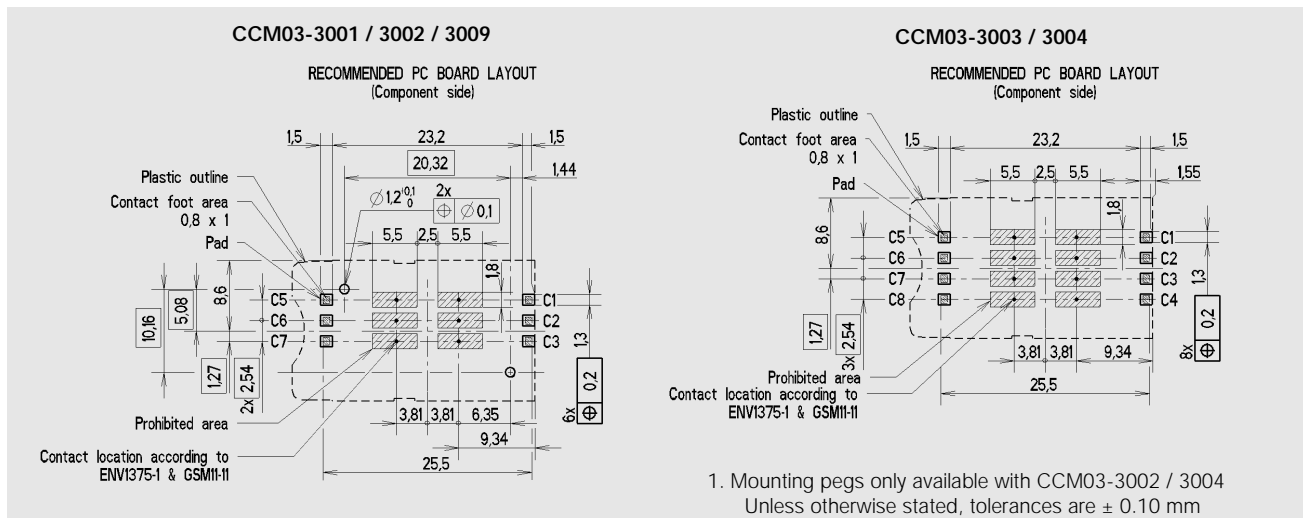 CCM03-3001 / 3002 / 3009
RECOMMENDED PC BOARD LAYOUT
(Component side)
1,5
23,2
1,5
20,32
1,44
Plastic outline
Ø 1,2 +0,1 0
2x
Ø 0,1
Contact foot area
0,8 x 1
Pad
5,5
2,5
5,5
1,8
8,6
10,16
5,08
C5
C1
C6
C2
C7
C3
1,3
1,27
2x 2,54
6x
0,2
Prohibited area
3,81
3,81
6,35
9,34
Contact location according to
ENV1375-1 & GSM11-11
25,5
CCM03-3003 / 3004
RECOMMENDED PC BOARD LAYOUT
(Component side)
Plastic outline
Contact foot area
0,8 x 1
Pad
1,5
23,2
1,5
5,5
2,5
5,5
1,55
1,8
8,6
C5
C1
C6
C2
C7
C3
C8
C4
1,3
1,27
3x 2,54
8x
0,2
3,81
3,81
9,34
Prohibited area
Contact location according to
ENV1375-1 & GSM11-11
25,5
1. Mounting pegs only available with CCM03-3002 / 3004
Unless otherwise stated, tolerances are ± 0.10 mm